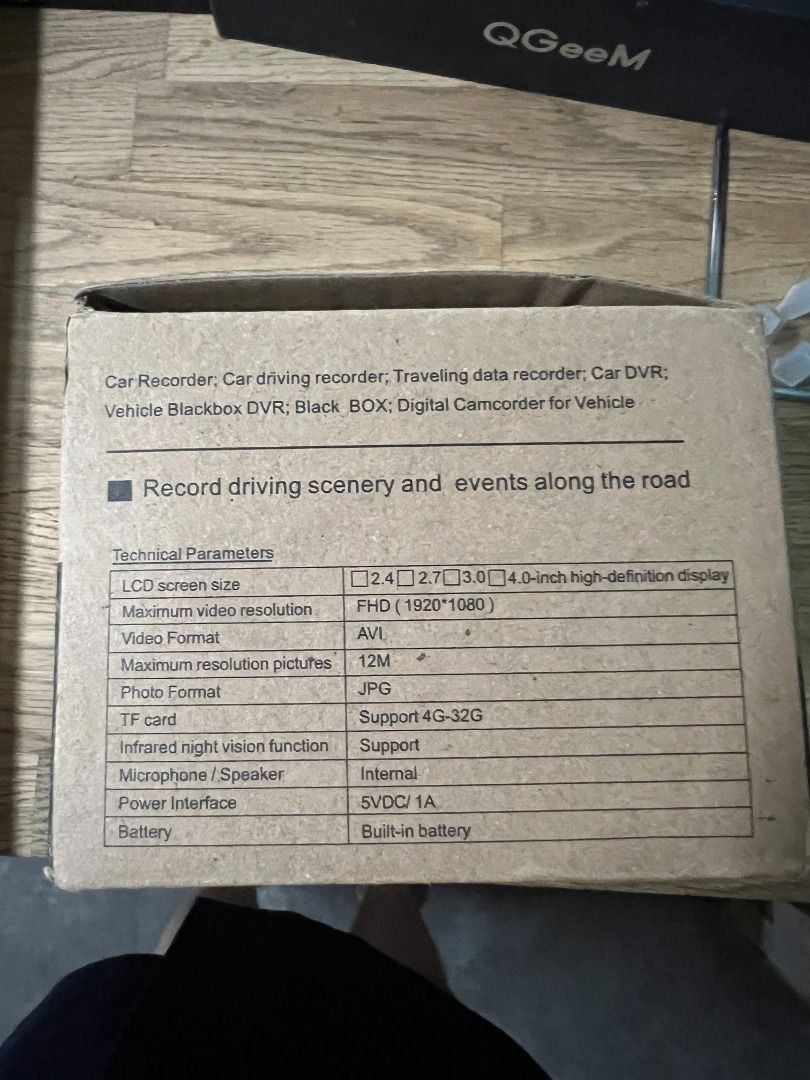 QGeeM
Car Recorder; Car driving recorder; Traveling data recorder; Car DVR;
Vehicle Blackbox DVR; Black BOX; Digital Camcorder for Vehicle
■ Record driving scenery and events along the road
Technical Parameters
LCD screen size □2.4□ 2.7□3.0□4.0-inch high-definition display
Maximum video resolution FHD ( 1920*1080 )
Video Format AVI
Maximum resolution pictures 12M
Photo Format JPG
TF card Support 4G-32G
Infrared night vision function Support
Microphone / Speaker Internal
Power Interface 5VDC/ 1A
Battery Built-in battery